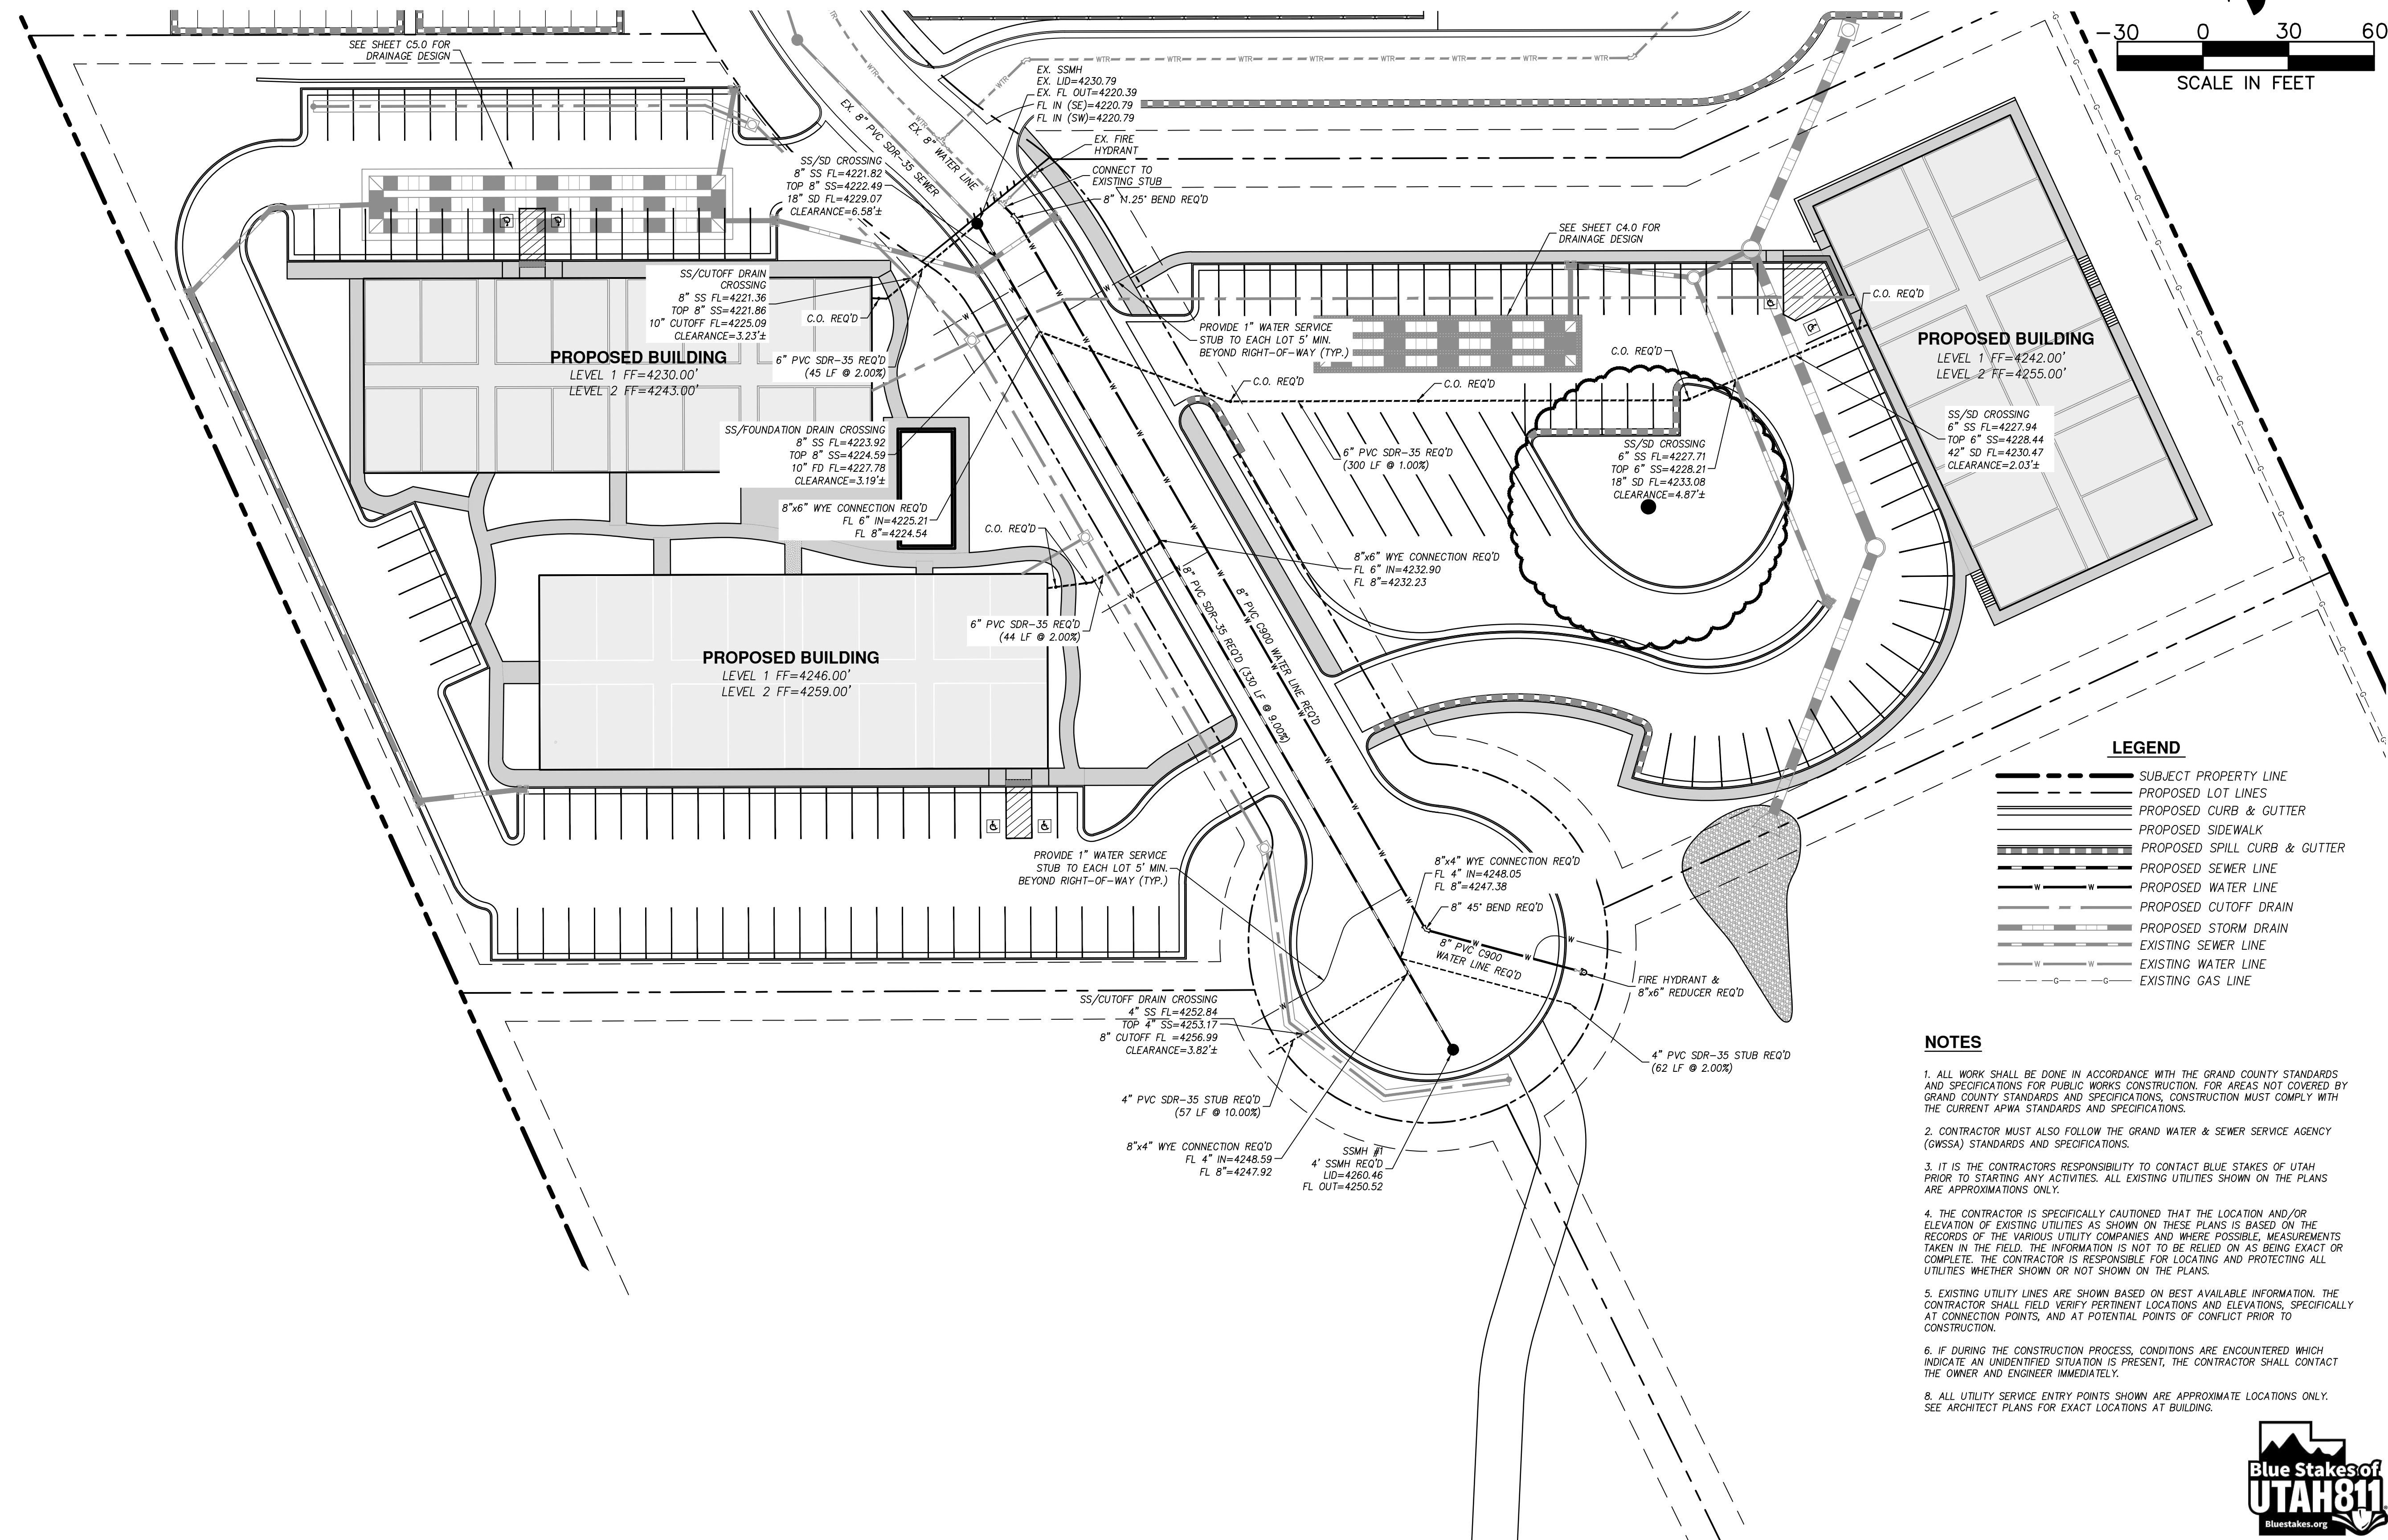 -30 0 30 60
SCALE IN FEET
SEE SHEET C5.0 FOR
DRAINAGE DESIGN
EX. 8" PVC SDR-35 SEWER
EX. 8" WATER LINE
WTR
WTR
WTR
WTR
WTR
WTR
WTR
WTR
WTR
WTR
EX. SSMH
EX. LID=4230.79
EX. FL OUT=4220.39
FL IN (SE)=4220.79
FL IN (SW)=4220.79
EX. FIRE
HYDRANT
CONNECT TO
EXISTING STUB
8" 11.25° BEND REQ'D
SS/SD CROSSING
8" SS FL=4221.82
TOP 8" SS=4222.49
18" SD FL=4229.07
CLEARANCE=6.58'±
SS/CUTOFF DRAIN
CROSSING
8" SS FL=4221.36
TOP 8" SS=4221.86
10" CUTOFF FL=4225.09
CLEARANCE=3.23'±
C.O. REQ'D
PROPOSED BUILDING
LEVEL 1 FF=4230.00'
LEVEL 2 FF=4243.00'
6" PVC SDR-35 REQ'D
(45 LF @ 2.00%)
SS/FOUNDATION DRAIN CROSSING
8" SS FL=4223.92
TOP 8" SS=4224.59
10" FD FL=4227.78
CLEARANCE=3.19'±
8"x6" WYE CONNECTION REQ'D
FL 6" IN=4225.21
FL 8"=4224.54
C.O. REQ'D
6" PVC SDR-35 REQ'D
(44 LF @ 2.00%)
PROPOSED BUILDING
LEVEL 1 FF=4246.00'
LEVEL 2 FF=4259.00'
SEE SHEET C4.0 FOR
DRAINAGE DESIGN
PROVIDE 1" WATER SERVICE
STUB TO EACH LOT 5' MIN.
BEYOND RIGHT-OF-WAY (TYP.)
C.O. REQ'D
C.O. REQ'D
C.O. REQ'D
C.O. REQ'D
6" PVC SDR-35 REQ'D
(300 LF @ 1.00%)
SS/SD CROSSING
6" SS FL=4227.71
TOP 6" SS=4228.21
18" SD FL=4233.08
CLEARANCE=4.87'±
PROPOSED BUILDING
LEVEL 1 FF=4242.00'
LEVEL 2 FF=4255.00'
SS/SD CROSSING
6" SS FL=4227.94
TOP 6" SS=4228.44
42" SD FL=4230.47
CLEARANCE=2.03'±
8"x6" WYE CONNECTION REQ'D
FL 6" IN=4232.90
FL 8"=4232.23
8" PVC SDR-35 REQ'D (330 LF @ 9.00%)
8" PVC C900 WATER LINE REQ'D
PROVIDE 1" WATER SERVICE
STUB TO EACH LOT 5' MIN.
BEYOND RIGHT-OF-WAY (TYP.)
8"x4" WYE CONNECTION REQ'D
FL 4" IN=4248.05
FL 8"=4247.38
8" 45° BEND REQ'D
8" PVC C900
WATER LINE REQ'D
FIRE HYDRANT &
8"x6" REDUCER REQ'D
SS/CUTOFF DRAIN CROSSING
4" SS FL=4252.84
TOP 4" SS=4253.17
8" CUTOFF FL =4256.99
CLEARANCE=3.82'±
4" PVC SDR-35 STUB REQ'D
(62 LF @ 2.00%)
4" PVC SDR-35 STUB REQ'D
(57 LF @ 10.00%)
8"x4" WYE CONNECTION REQ'D
FL 4" IN=4248.59
FL 8"=4247.92
SSMH #1
4' SSMH REQ'D
LID=4260.46
FL OUT=4250.52
LEGEND
SUBJECT PROPERTY LINE
PROPOSED LOT LINES
PROPOSED CURB & GUTTER
PROPOSED SIDEWALK
PROPOSED SPILL CURB & GUTTER
PROPOSED SEWER LINE
W W PROPOSED WATER LINE
PROPOSED CUTOFF DRAIN
PROPOSED STORM DRAIN
EXISTING SEWER LINE
W W EXISTING WATER LINE
G G EXISTING GAS LINE
NOTES
1. ALL WORK SHALL BE DONE IN ACCORDANCE WITH THE GRAND COUNTY STANDARDS
AND SPECIFICATIONS FOR PUBLIC WORKS CONSTRUCTION. FOR AREAS NOT COVERED BY
GRAND COUNTY STANDARDS AND SPECIFICATIONS, CONSTRUCTION MUST COMPLY WITH
THE CURRENT APWA STANDARDS AND SPECIFICATIONS.
2. CONTRACTOR MUST ALSO FOLLOW THE GRAND WATER & SEWER SERVICE AGENCY
(GWSSA) STANDARDS AND SPECIFICATIONS.
3. IT IS THE CONTRACTORS RESPONSIBILITY TO CONTACT BLUE STAKES OF UTAH
PRIOR TO STARTING ANY ACTIVITIES. ALL EXISTING UTILITIES SHOWN ON THE PLANS
ARE APPROXIMATIONS ONLY.
4. THE CONTRACTOR IS SPECIFICALLY CAUTIONED THAT THE LOCATION AND/OR
ELEVATION OF EXISTING UTILITIES AS SHOWN ON THESE PLANS IS BASED ON THE
RECORDS OF THE VARIOUS UTILITY COMPANIES AND WHERE POSSIBLE, MEASUREMENTS
TAKEN IN THE FIELD. THE INFORMATION IS NOT TO BE RELIED ON AS BEING EXACT OR
COMPLETE. THE CONTRACTOR IS RESPONSIBLE FOR LOCATING AND PROTECTING ALL
UTILITIES WHETHER SHOWN OR NOT SHOWN ON THE PLANS.
5. EXISTING UTILITY LINES ARE SHOWN BASED ON BEST AVAILABLE INFORMATION. THE
CONTRACTOR SHALL FIELD VERIFY PERTINENT LOCATIONS AND ELEVATIONS, SPECIFICALLY
AT CONNECTION POINTS, AND AT POTENTIAL POINTS OF CONFLICT PRIOR TO
CONSTRUCTION.
6. IF DURING THE CONSTRUCTION PROCESS, CONDITIONS ARE ENCOUNTERED WHICH
INDICATE AN UNIDENTIFIED SITUATION IS PRESENT, THE CONTRACTOR SHALL CONTACT
THE OWNER AND ENGINEER IMMEDIATELY.
8. ALL UTILITY SERVICE ENTRY POINTS SHOWN ARE APPROXIMATE LOCATIONS ONLY.
SEE ARCHITECT PLANS FOR EXACT LOCATIONS AT BUILDING.
Blue Stakes of
UTAH811
Bluestakes.org